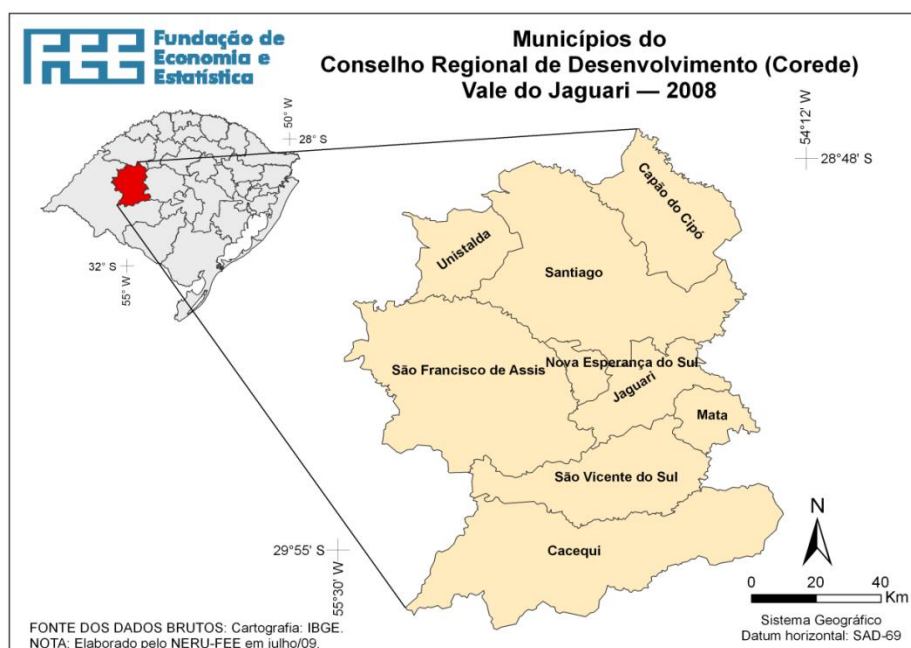 FEE
Fundação de
Economia e
Estatística
Municípios do
Conselho Regional de Desenvolvimento (Corede)
Vale do Jaguari — 2008
50° W
28° S
32° S
55° W
54°12' W
28°48' S
Capão do Cipó
Unistalda
Santiago
São Francisco de Assis
Nova Esperança do Sul
Jaguari
Mata
São Vicente do Sul
Cacequi
29°55' S
55°30' W
N
0 20 40
Km
Sistema Geográfico
Datum horizontal: SAD-69
FONTE DOS DADOS BRUTOS: Cartografia: IBGE.
NOTA: Elaborado pelo NERU-FEE em julho/09.